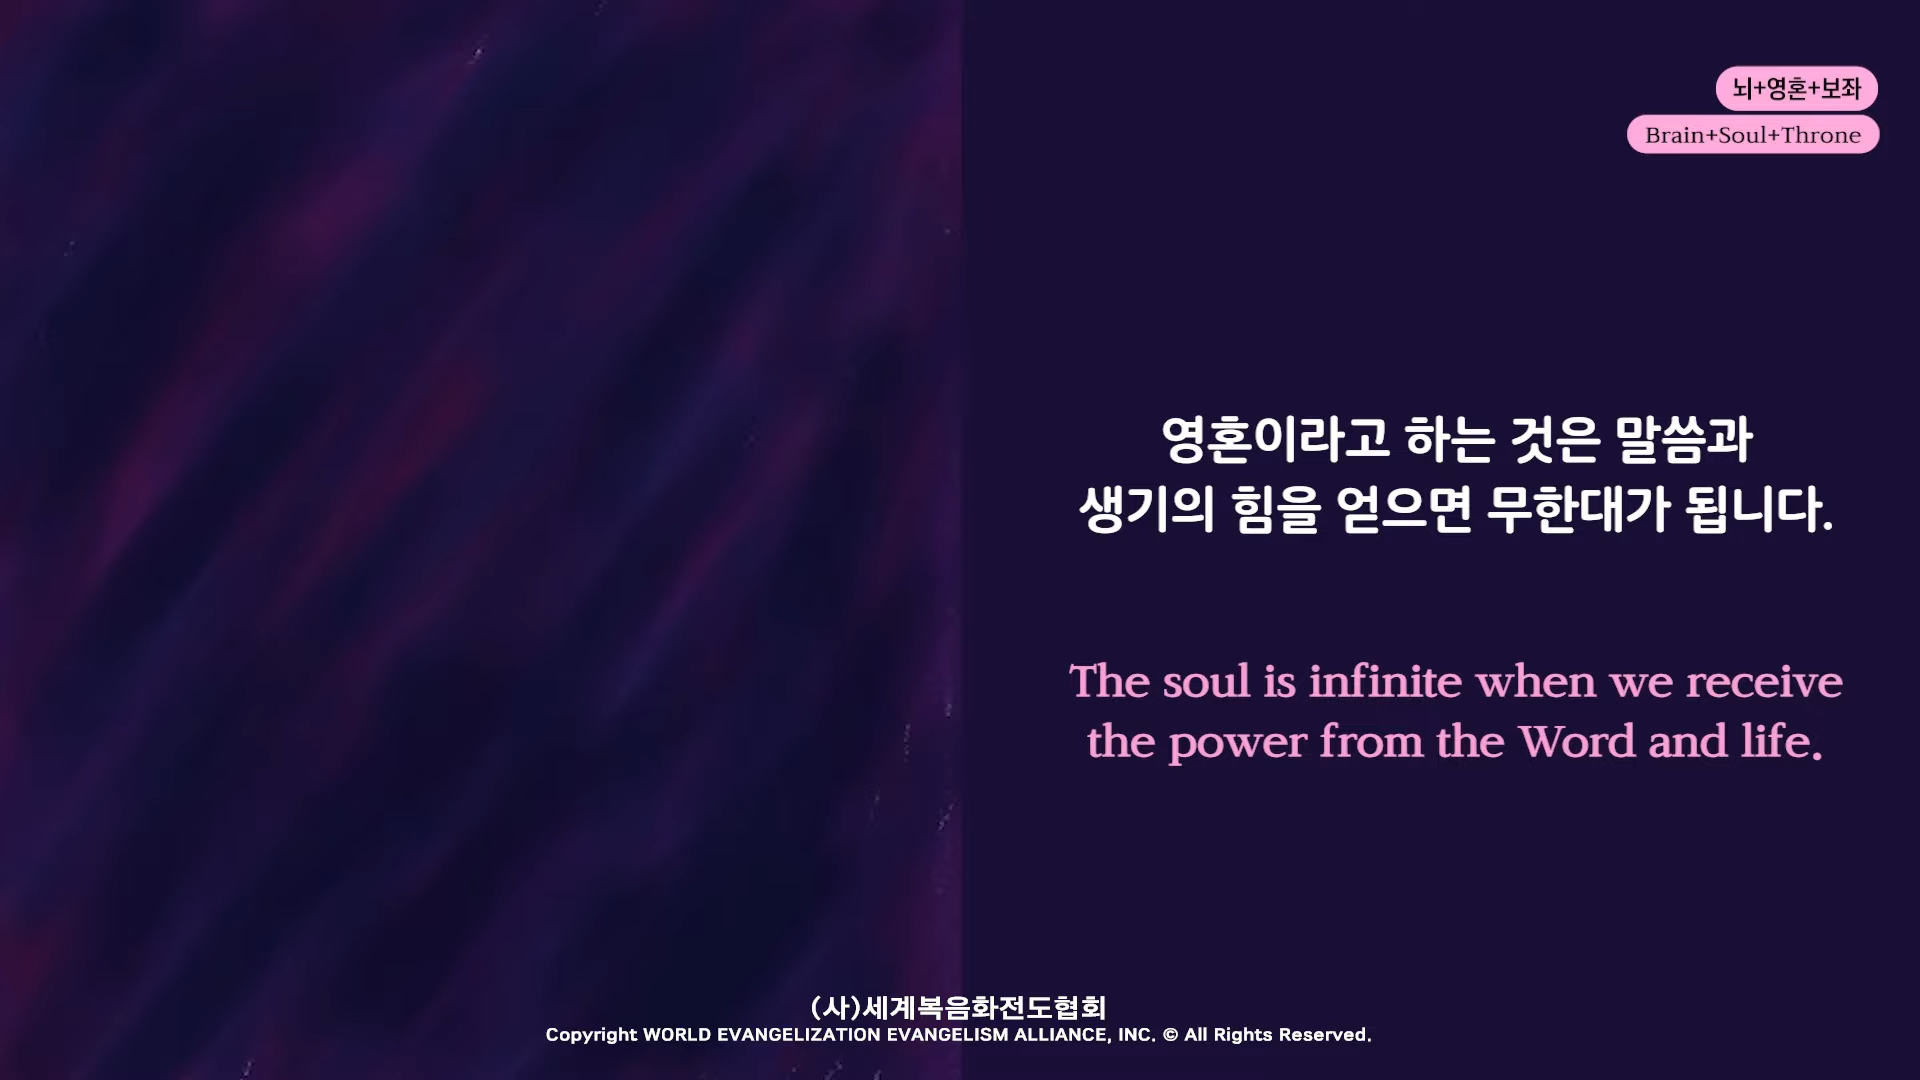 뇌+영혼+보좌
Brain+Soul+Throne
영혼이라고 하는 것은 말씀과
생기의 힘을 얻으면 무한대가 됩니다.
The soul is infinite when we receive
the power from the Word and life.
(사)세계복음화전도협회
Copyright WORLD EVANGELIZATION EVANGELISM ALLIANCE, INC. © All Rights Reserved.